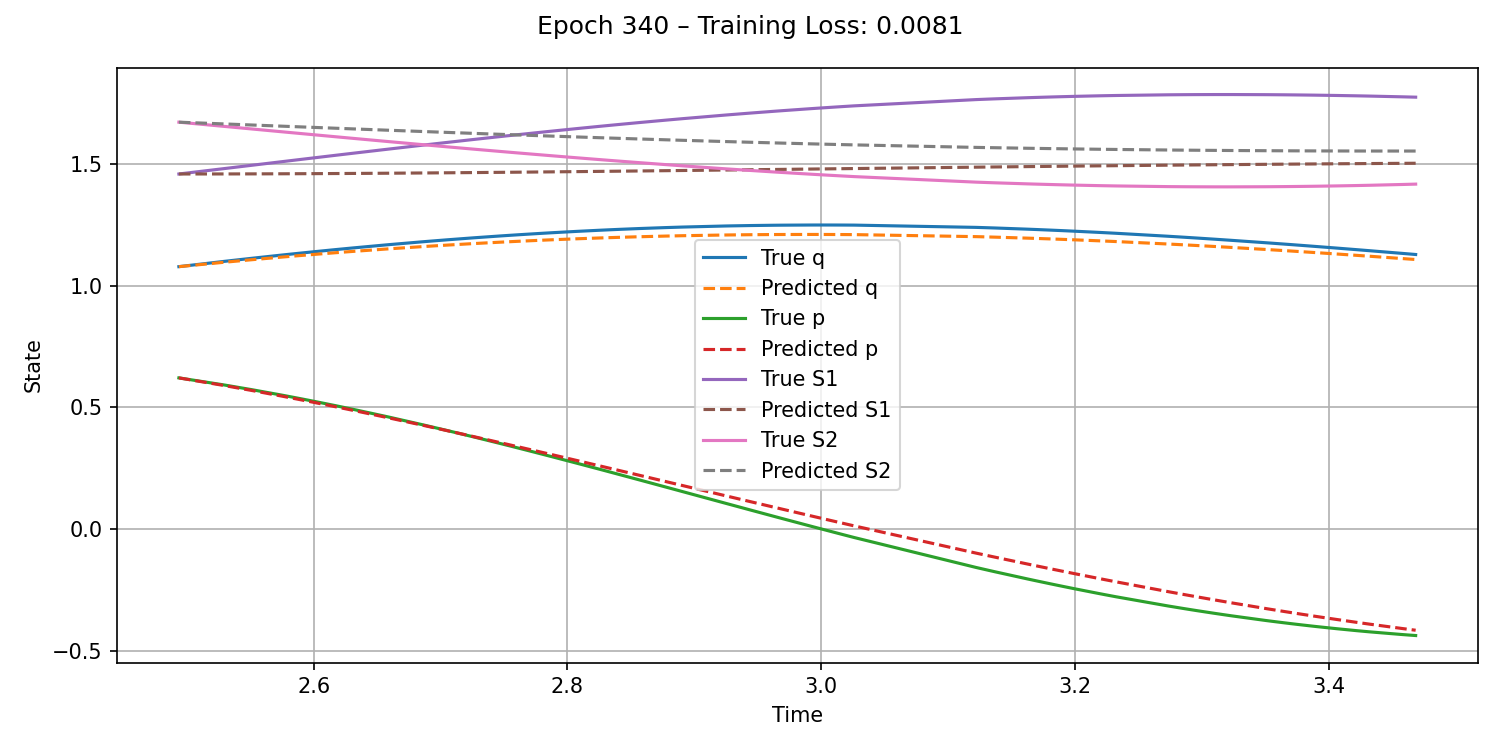 Epoch 340 – Training Loss: 0.0081
State
1.5
1.0
0.5
0.0
−0.5
True q
Predicted q
True p
Predicted p
True S1
Predicted S1
True S2
Predicted S2
2.6
2.8
3.0
3.2
3.4
Time